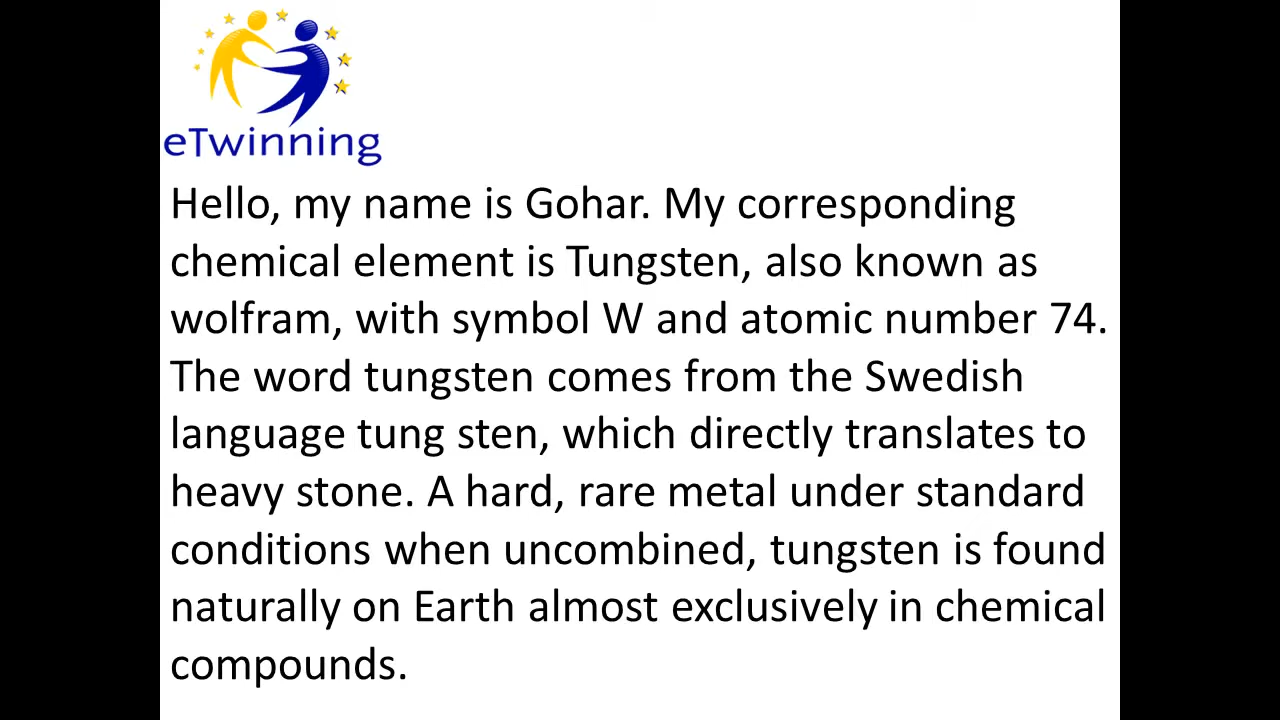 eTwinning
Hello, my name is Gohar. My corresponding
chemical element is Tungsten, also known as
wolfram, with symbol W and atomic number 74.
The word tungsten comes from the Swedish
language tung sten, which directly translates to
heavy stone. A hard, rare metal under standard
conditions when uncombined, tungsten is found
naturally on Earth almost exclusively in chemical
compounds.